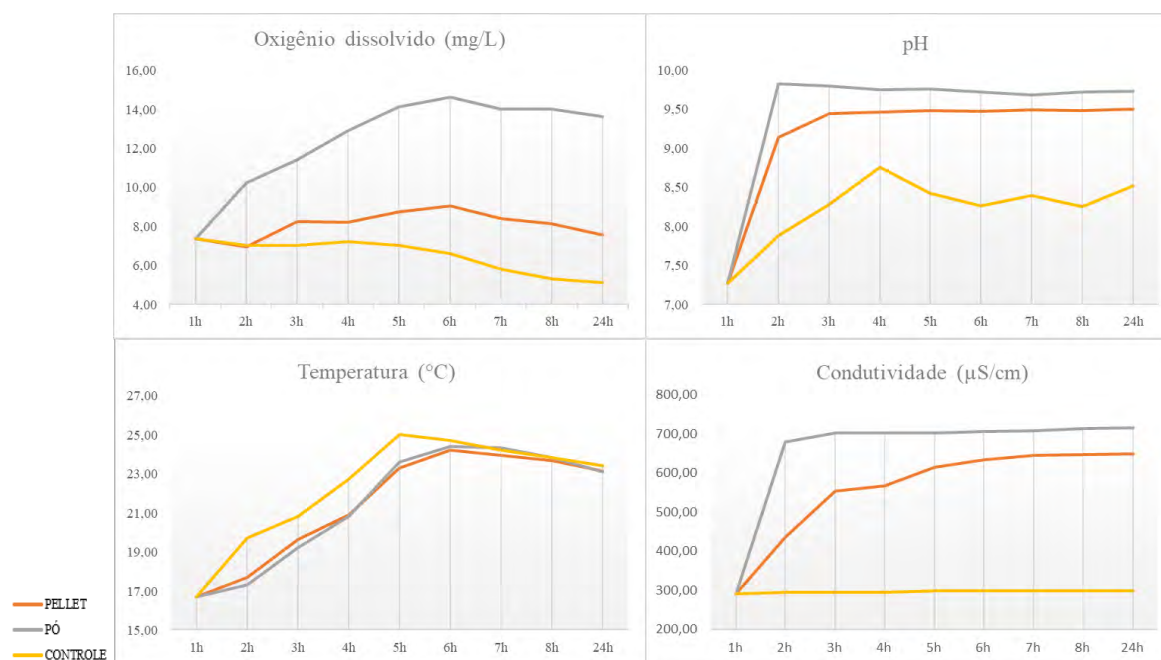 Oxigênio dissolvido (mg/L)
16,00
14,00
12,00
10,00
8,00
6,00
4,00
1h 2h 3h 4h 5h 6h 7h 8h 24h
pH
10,00
9,50
9,00
8,50
8,00
7,50
7,00
1h 2h 3h 4h 5h 6h 7h 8h 24h
Temperatura (°C)
27,00
25,00
23,00
21,00
19,00
17,00
15,00
1h 2h 3h 4h 5h 6h 7h 8h 24h
Condutividade (µS/cm)
800,00
700,00
600,00
500,00
400,00
300,00
200,00
1h 2h 3h 4h 5h 6h 7h 8h 24h
PELLET
PÓ
CONTROLE